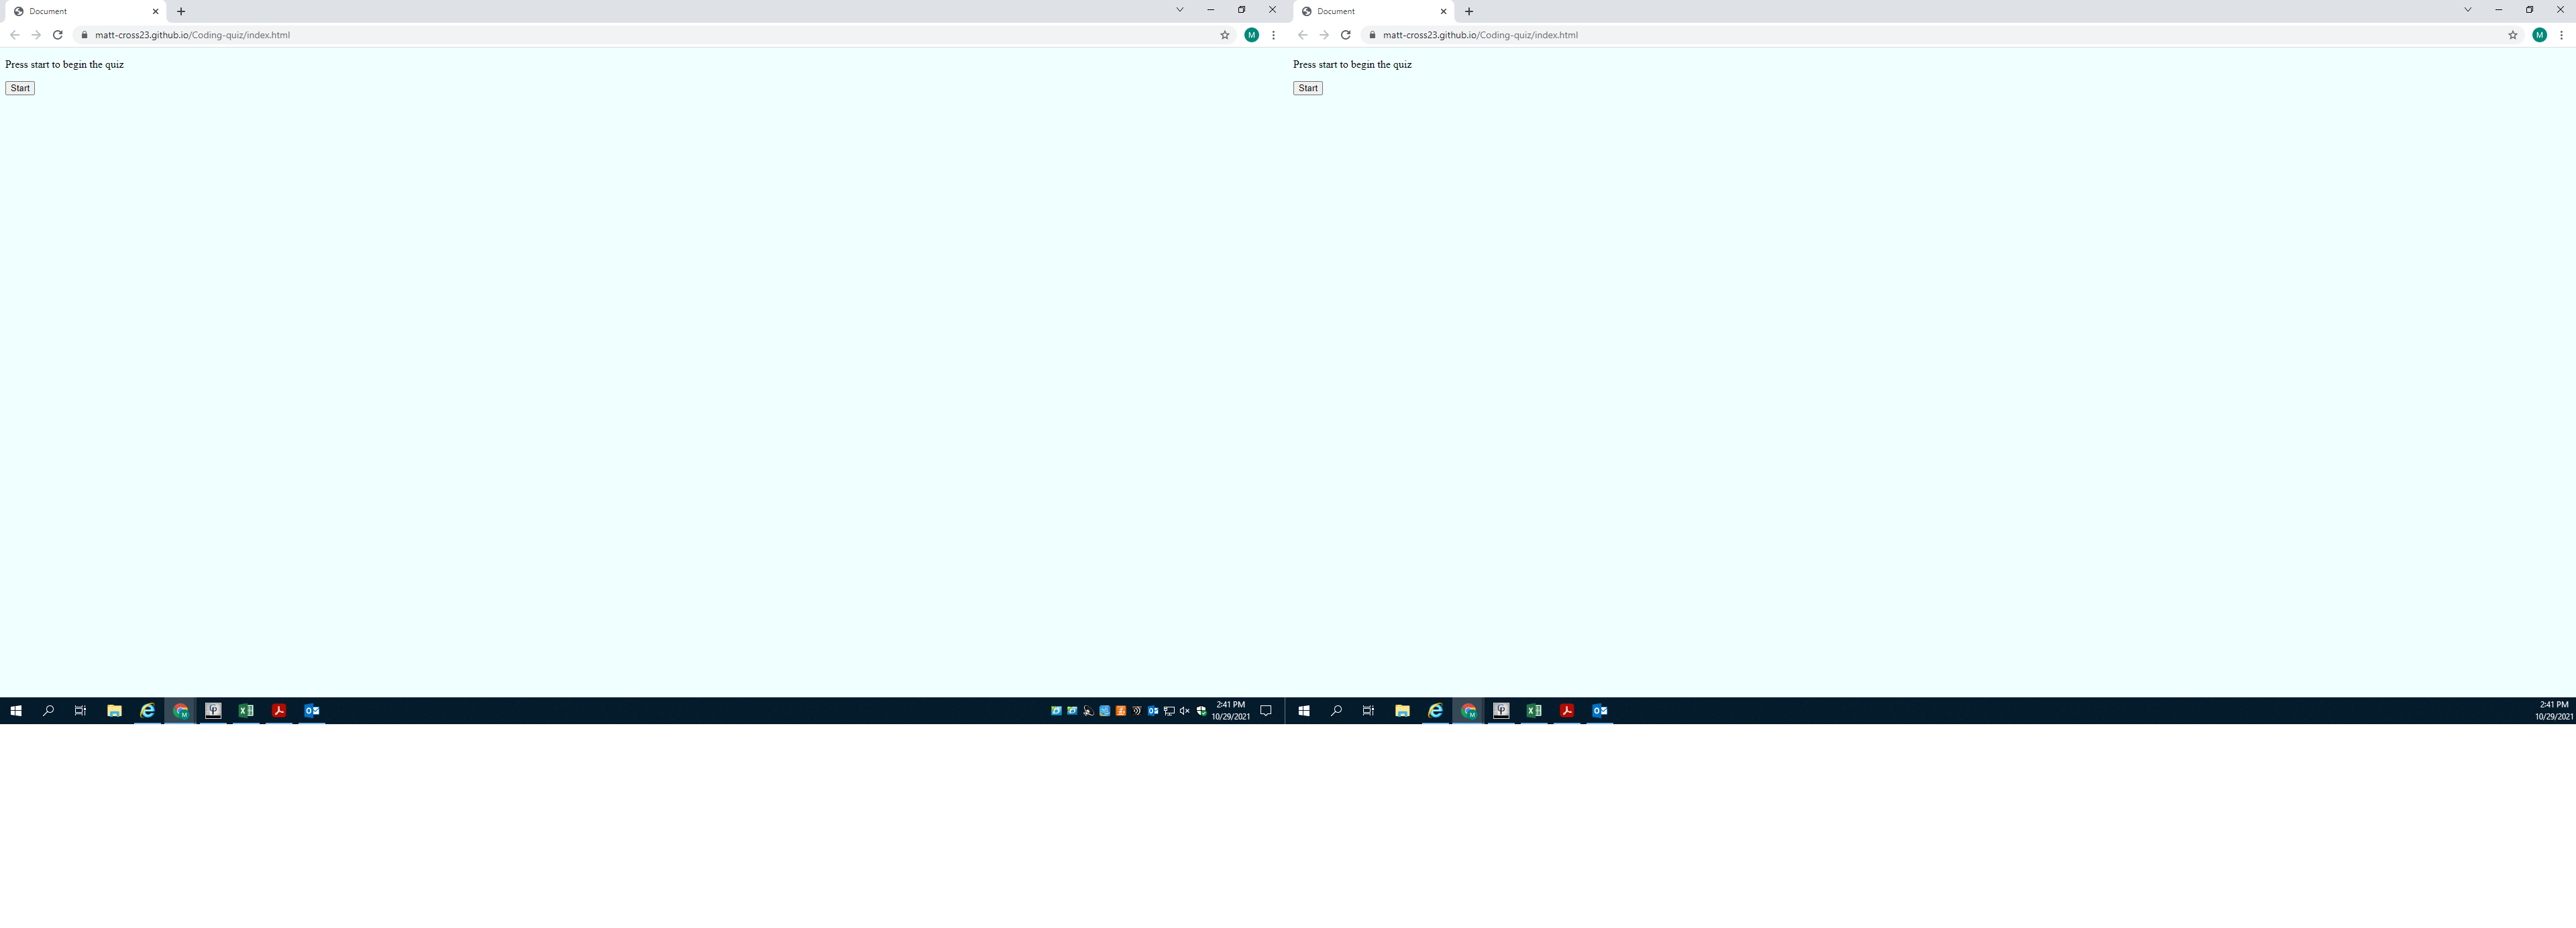 Document
matt-cross23.github.io/Coding-quiz/index.html
M
Press start to begin the quiz
Start
2:41 PM
10/29/2021
Document
matt-cross23.github.io/Coding-quiz/index.html
M
Press start to begin the quiz
Start
2:41 PM
10/29/2021